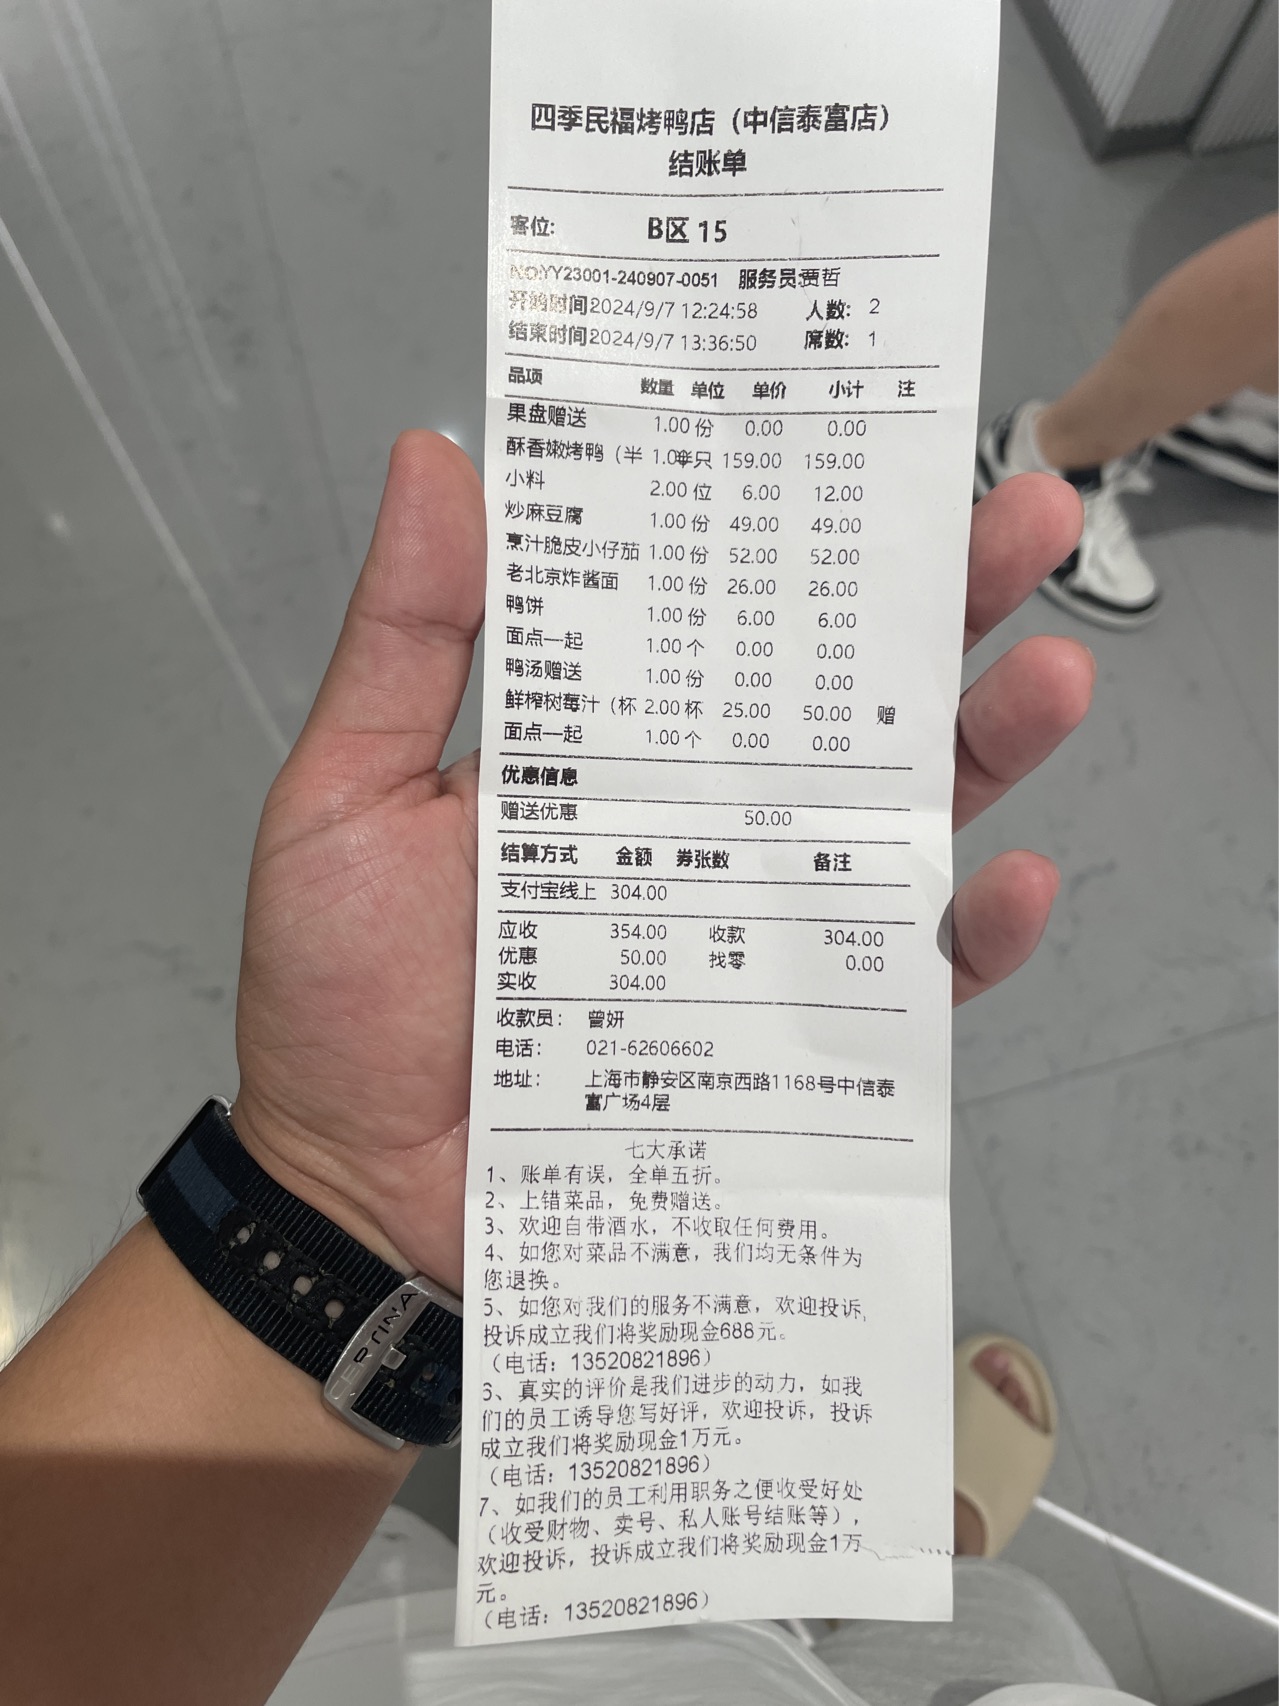 四季民福烤鸭店（中信泰富店）
结账单
客位: B区 15
NO:YY23001-240907-0051 服务员:贾哲
开始时间2024/9/7 12:24:58 人数: 2
结束时间2024/9/7 13:36:50 席数: 1
品项 数量 单位 单价 小计 注
果盘赠送 1.00 份 0.00 0.00
酥香嫩烤鸭（半 1.00 半只 159.00 159.00
小料 2.00 位 6.00 12.00
炒麻豆腐 1.00 份 49.00 49.00
烹汁脆皮小仔茄 1.00 份 52.00 52.00
老北京炸酱面 1.00 份 26.00 26.00
鸭饼 1.00 份 6.00 6.00
面点一起 1.00 个 0.00 0.00
鸭汤赠送 1.00 份 0.00 0.00
鲜榨树莓汁（杯 2.00 杯 25.00 50.00 赠
面点一起 1.00 个 0.00 0.00
优惠信息
赠送优惠 50.00
结算方式 金额 券张数 备注
支付宝线上 304.00
应收 354.00 收款 304.00
优惠 50.00 找零 0.00
实收 304.00
收款员: 曾妍
电话: 021-62606602
地址: 上海市静安区南京西路1168号中信泰
富广场4层
七大承诺
1、账单有误，全单五折。
2、上错菜品，免费赠送。
3、欢迎自带酒水，不收取任何费用。
4、如您对菜品不满意，我们均无条件为
您退换。
5、如您对我们的服务不满意，欢迎投诉，
投诉成立我们将奖励现金688元。
（电话：13520821896）
6、真实的评价是我们进步的动力，如我
们的员工诱导您写好评，欢迎投诉，投诉
成立我们将奖励现金1万元。
（电话：13520821896）
7、如我们的员工利用职务之便收受好处
（收受财物、卖号、私人账号结账等），
欢迎投诉，投诉成立我们将奖励现金1万
元。
（电话：13520821896）